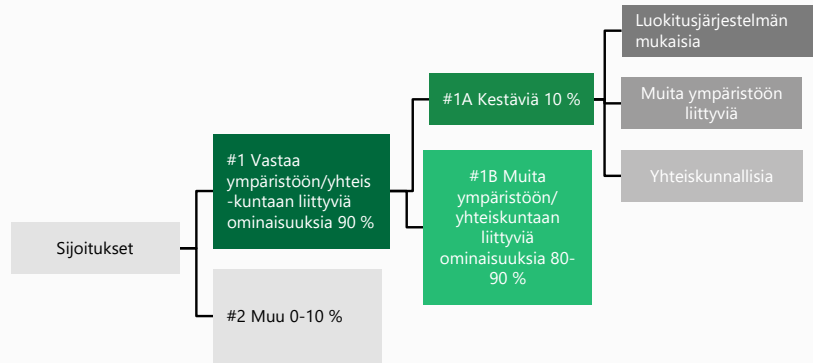 Sijoitukset
#1 Vastaa
ympäristöön/yhteis
-kuntaan liittyviä
ominaisuuksia 90 %
#2 Muu 0-10 %
#1A Kestäviä 10 %
#1B Muita
ympäristöön/
yhteiskuntaan
liittyviä
ominaisuuksia 80-
90 %
Luokitusjärjestelmän
mukaisia
Muita ympäristöön
liittyviä
Yhteiskunnallisia